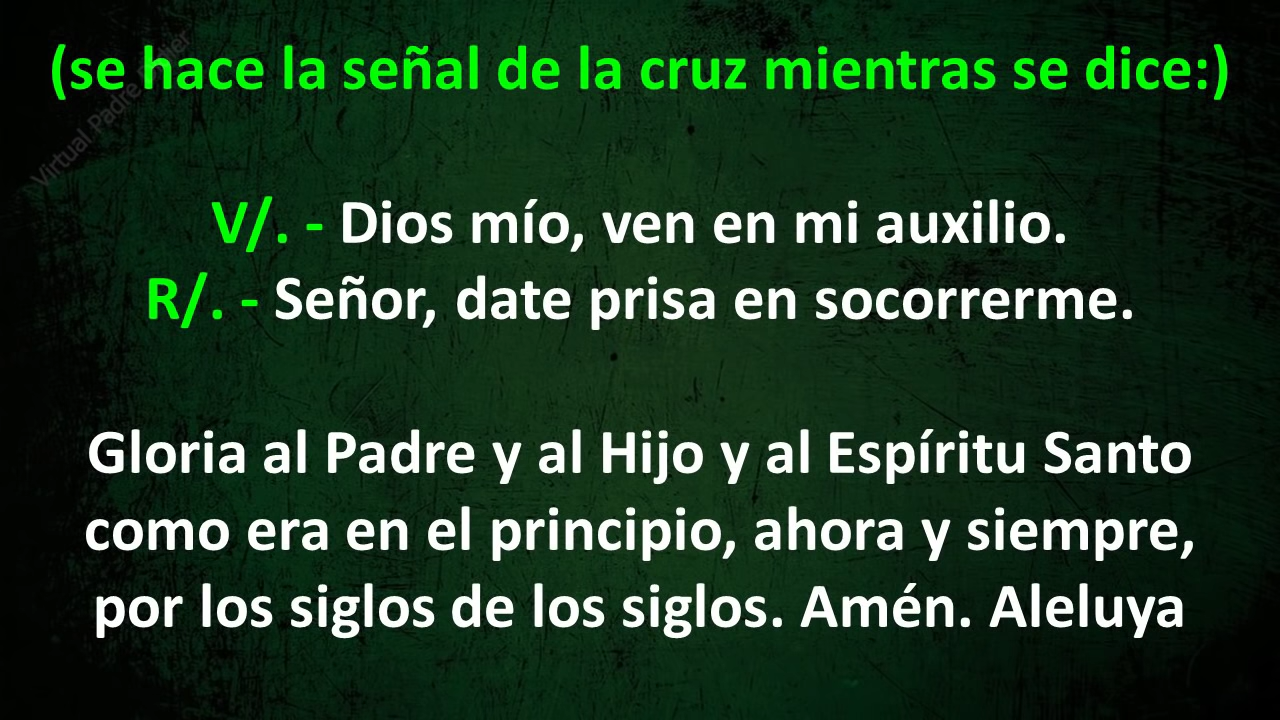 (se hace la señal de la cruz mientras se dice:)
V/. - Dios mío, ven en mi auxilio.
R/. - Señor, date prisa en socorrerme.
Gloria al Padre y al Hijo y al Espíritu Santo
como era en el principio, ahora y siempre,
por los siglos de los siglos. Amén. Aleluya
Virtual Padre